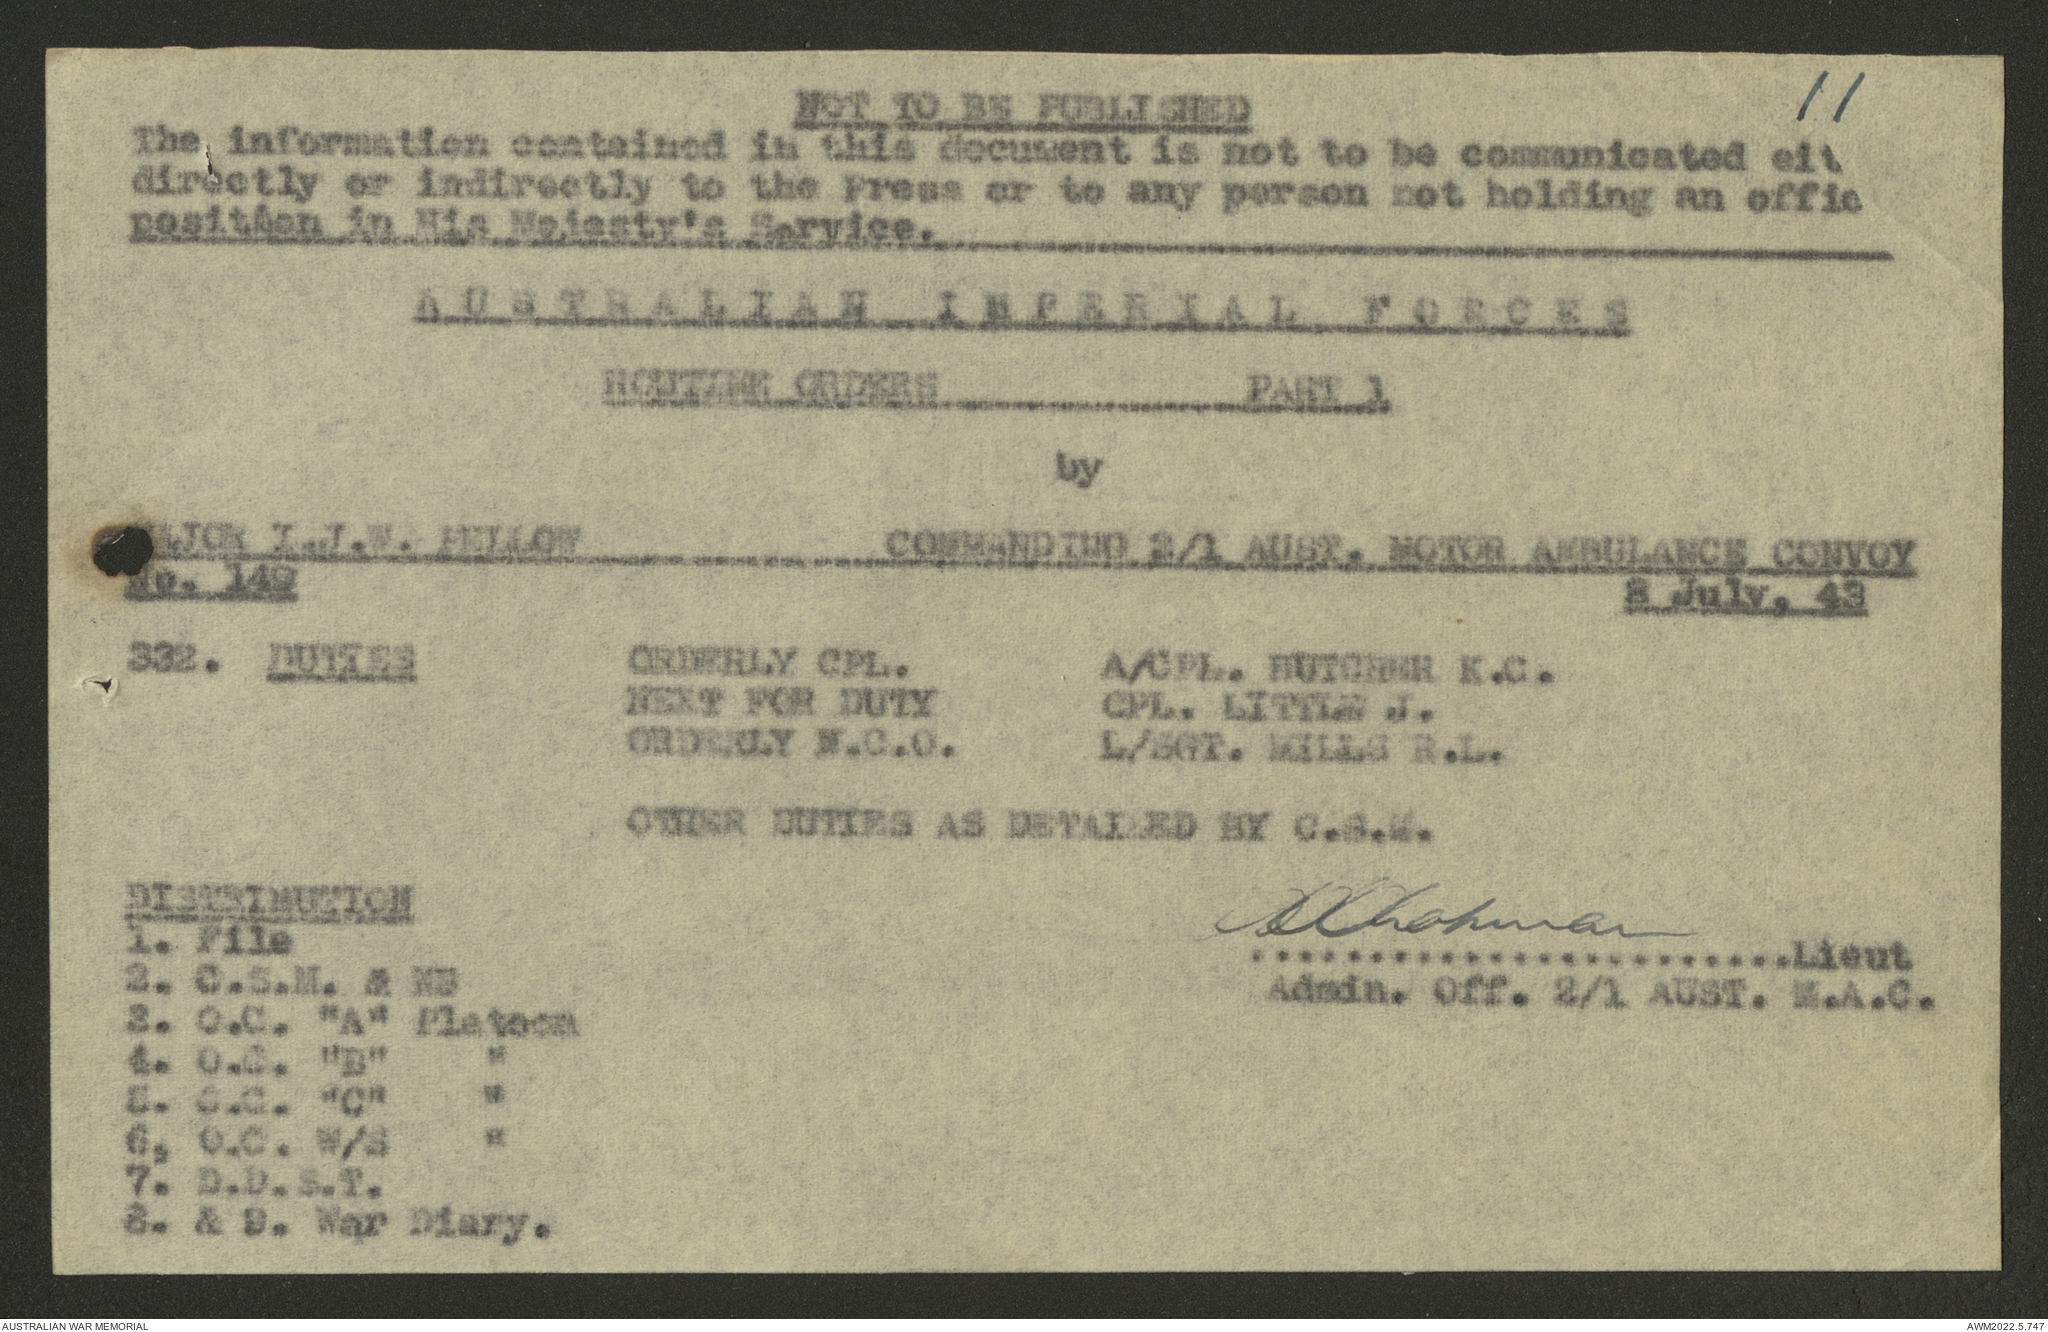 11
NOT TO BE PUBLISHED
The information contained in this document is not to be communicated eit
directly or indirectly to the Press or to any person not holding an offic
position in His Majesty's Service.
AUSTRALIAN IMPERIAL FORCES
ROUTINE ORDERS PART 1
by
MAJOR I.J.W. COMMANDING 2/1 AUST. MOTOR AMBULANCE CONVOY
No. 149 8 July, 43
332. DUTIES ORDERLY CPL. A/CPL. BUTCHER K.C.
NEXT FOR DUTY CPL. LITTLE J.
ORDERLY N.C.O. L/SGT. MILLS R.L.
OTHER DUTIES AS DETAILED BY C.S.M.
DISTRIBUTION
1. File
2. C.S.M. & NB
3. O.C. "A" Platoon
4. O.C. "B" "
5. O.C. "C" "
6. O.C. W/S "
7. D.D.S.T.
8. & 9. War Diary.
........................Lieut
Admin. Off. 2/1 AUST. M.A.C.
AUSTRALIAN WAR MEMORIAL
AWM2022.5.747